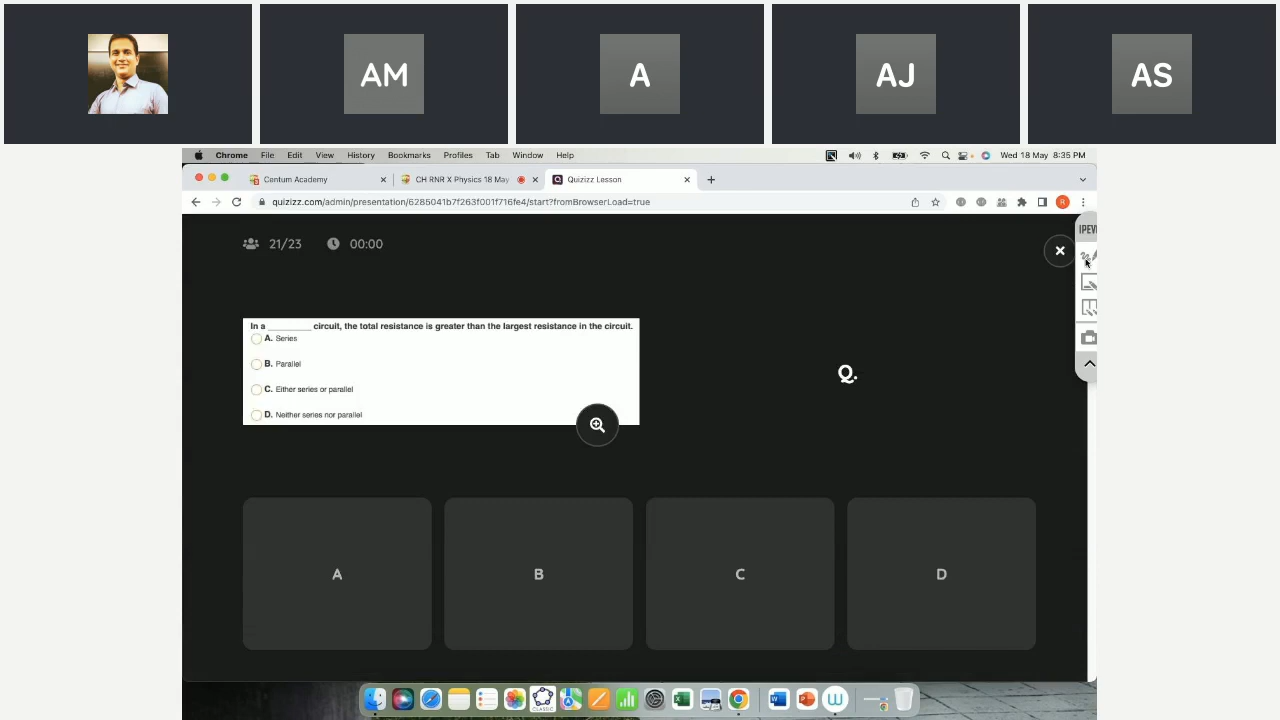 AM
A
AJ
AS
Chrome File Edit View History Bookmarks Profiles Tab Window Help
Wed 18 May 8:35 PM
Centum Academy
CH RNR X Physics 18 May
Quizizz Lesson
quizizz.com/admin/presentation/6285041b7f263f001f716fe4/start?fromBrowserLoad=true
R
21/23 00:00
IPEV
In a _________ circuit, the total resistance is greater than the largest resistance in the circuit.
A. Series
B. Parallel
C. Either series or parallel
D. Neither series nor parallel
Q.
A
B
C
D
CLASSIC